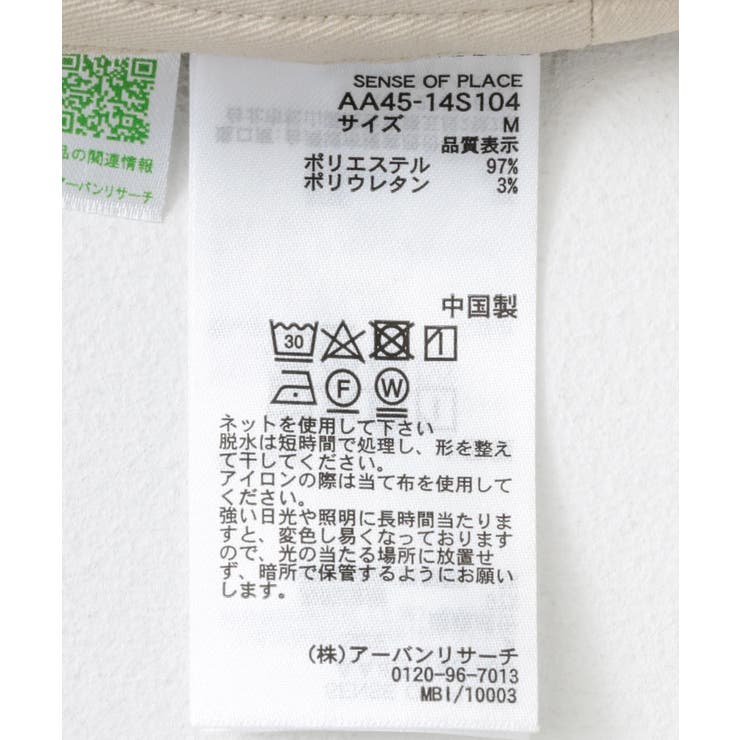 品の関連情報
アーバンリサーチ
SENSE OF PLACE
AA45-14S104
サイズ M
品質表示
ポリエステル 97%
ポリウレタン 3%
中国製
30
F W
ネットを使用して下さい
脱水は短時間で処理し、形を整え
て干してください。
アイロンの際は当て布を使用して
ください。
強い日光や照明に長時間当たりま
すと、変色し易くなっております
ので、光の当たる場所に放置せ
ず、暗所で保管するようにお願い
します。
(株)アーバンリサーチ
0120-96-7013
MBI/10003